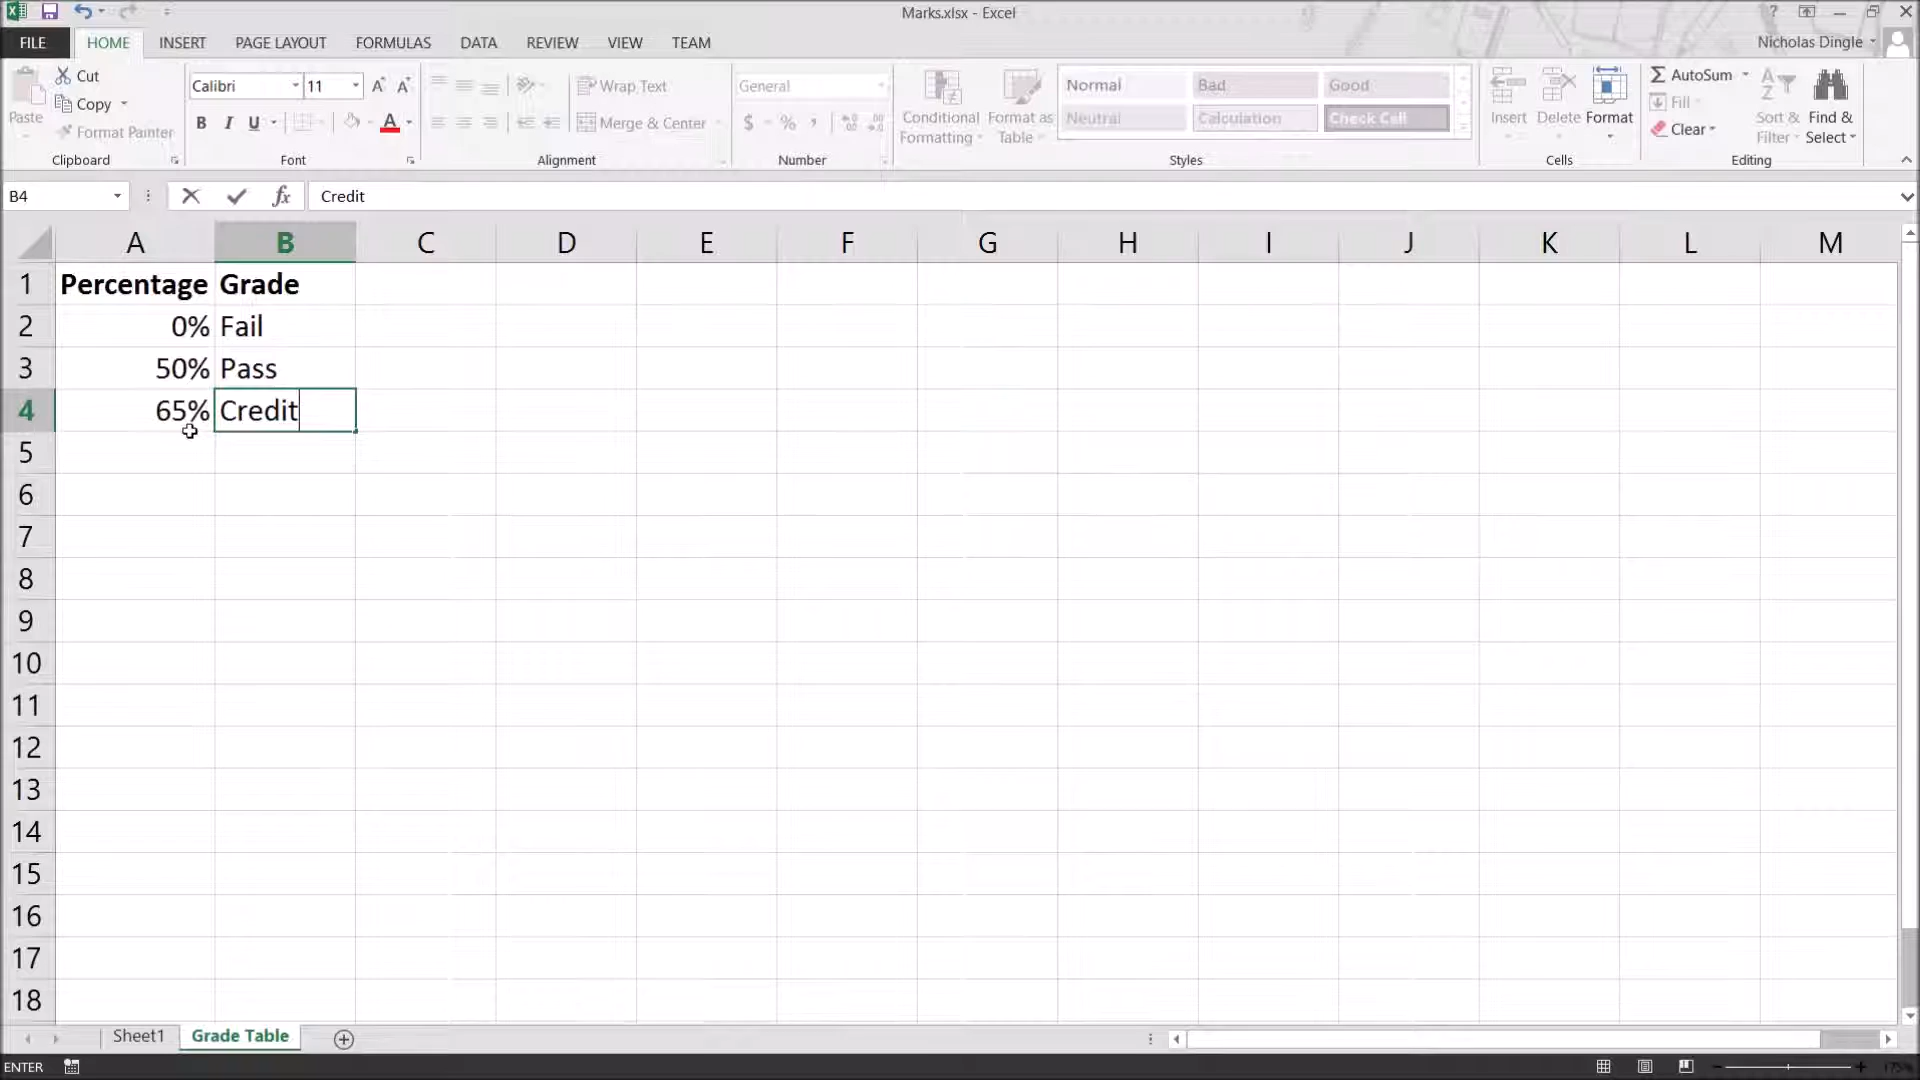 Marks.xlsx - Excel
?
FILE HOME INSERT PAGE LAYOUT FORMULAS DATA REVIEW VIEW TEAM
Nicholas Dingle
Paste
Cut
Copy
Format Painter
Clipboard
Calibri 11
B I U A
Font
Wrap Text
Merge & Center
Alignment
General
$ % ,
Number
Conditional Formatting
Format as Table
Normal Bad Good
Neutral Calculation Check Cell
Styles
Insert Delete Format
Cells
AutoSum
Fill
Clear
Sort & Filter
Find & Select
Editing
B4 fx Credit
A B C D E F G H I J K L M
1 Percentage Grade
2 0% Fail
3 50% Pass
4 65% Credit
5
6
7
8
9
10
11
12
13
14
15
16
17
18
Sheet1 Grade Table
ENTER